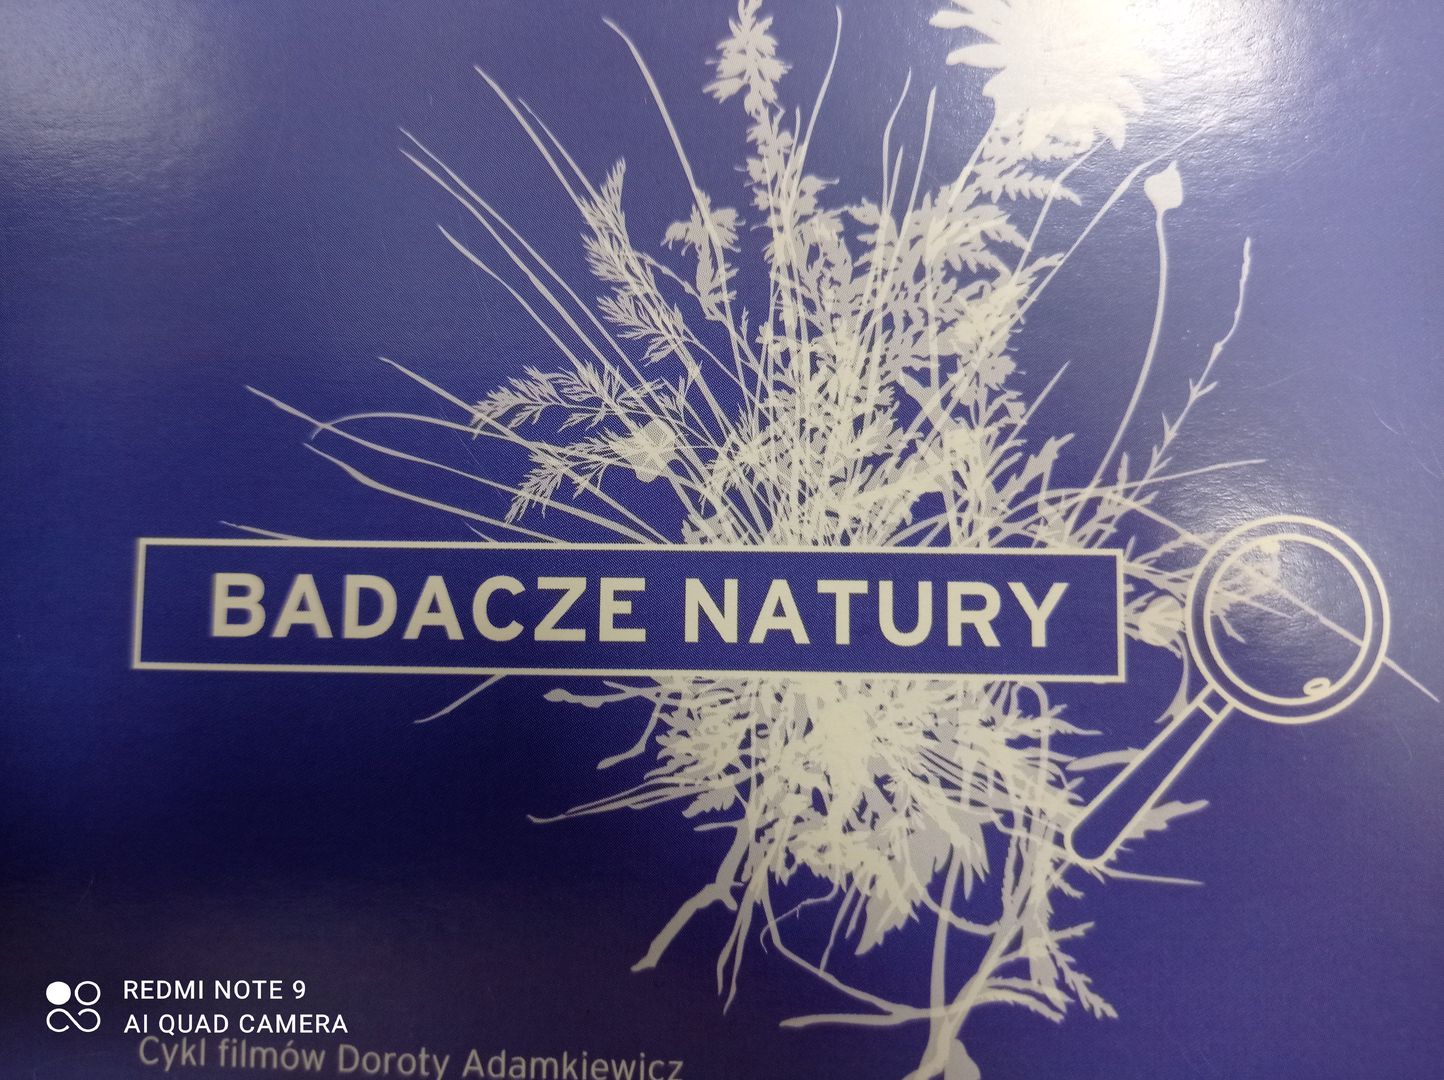 BADACZE NATURY
REDMI NOTE 9
AI QUAD CAMERA
Cykl filmów Doroty Adamkiewicz